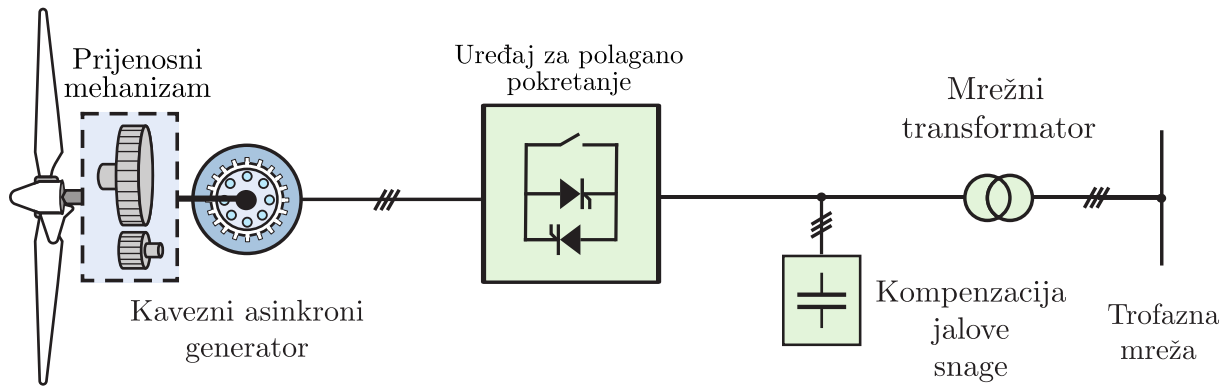 Prijenosni
mehanizam
Uređaj za polagano
pokretanje
Mrežni
transformator
Kavezni asinkroni
generator
Kompenzacija
jalove
snage
Trofazna
mreža